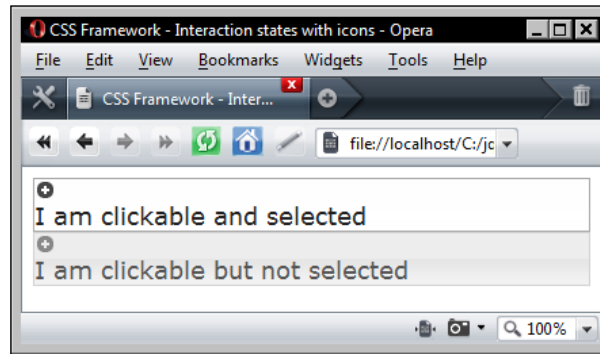 CSS Framework - Interaction states with icons - Opera
File Edit View Bookmarks Widgets Tools Help
CSS Framework - Inter...
file://localhost/C:/jq
I am clickable and selected
I am clickable but not selected
100%